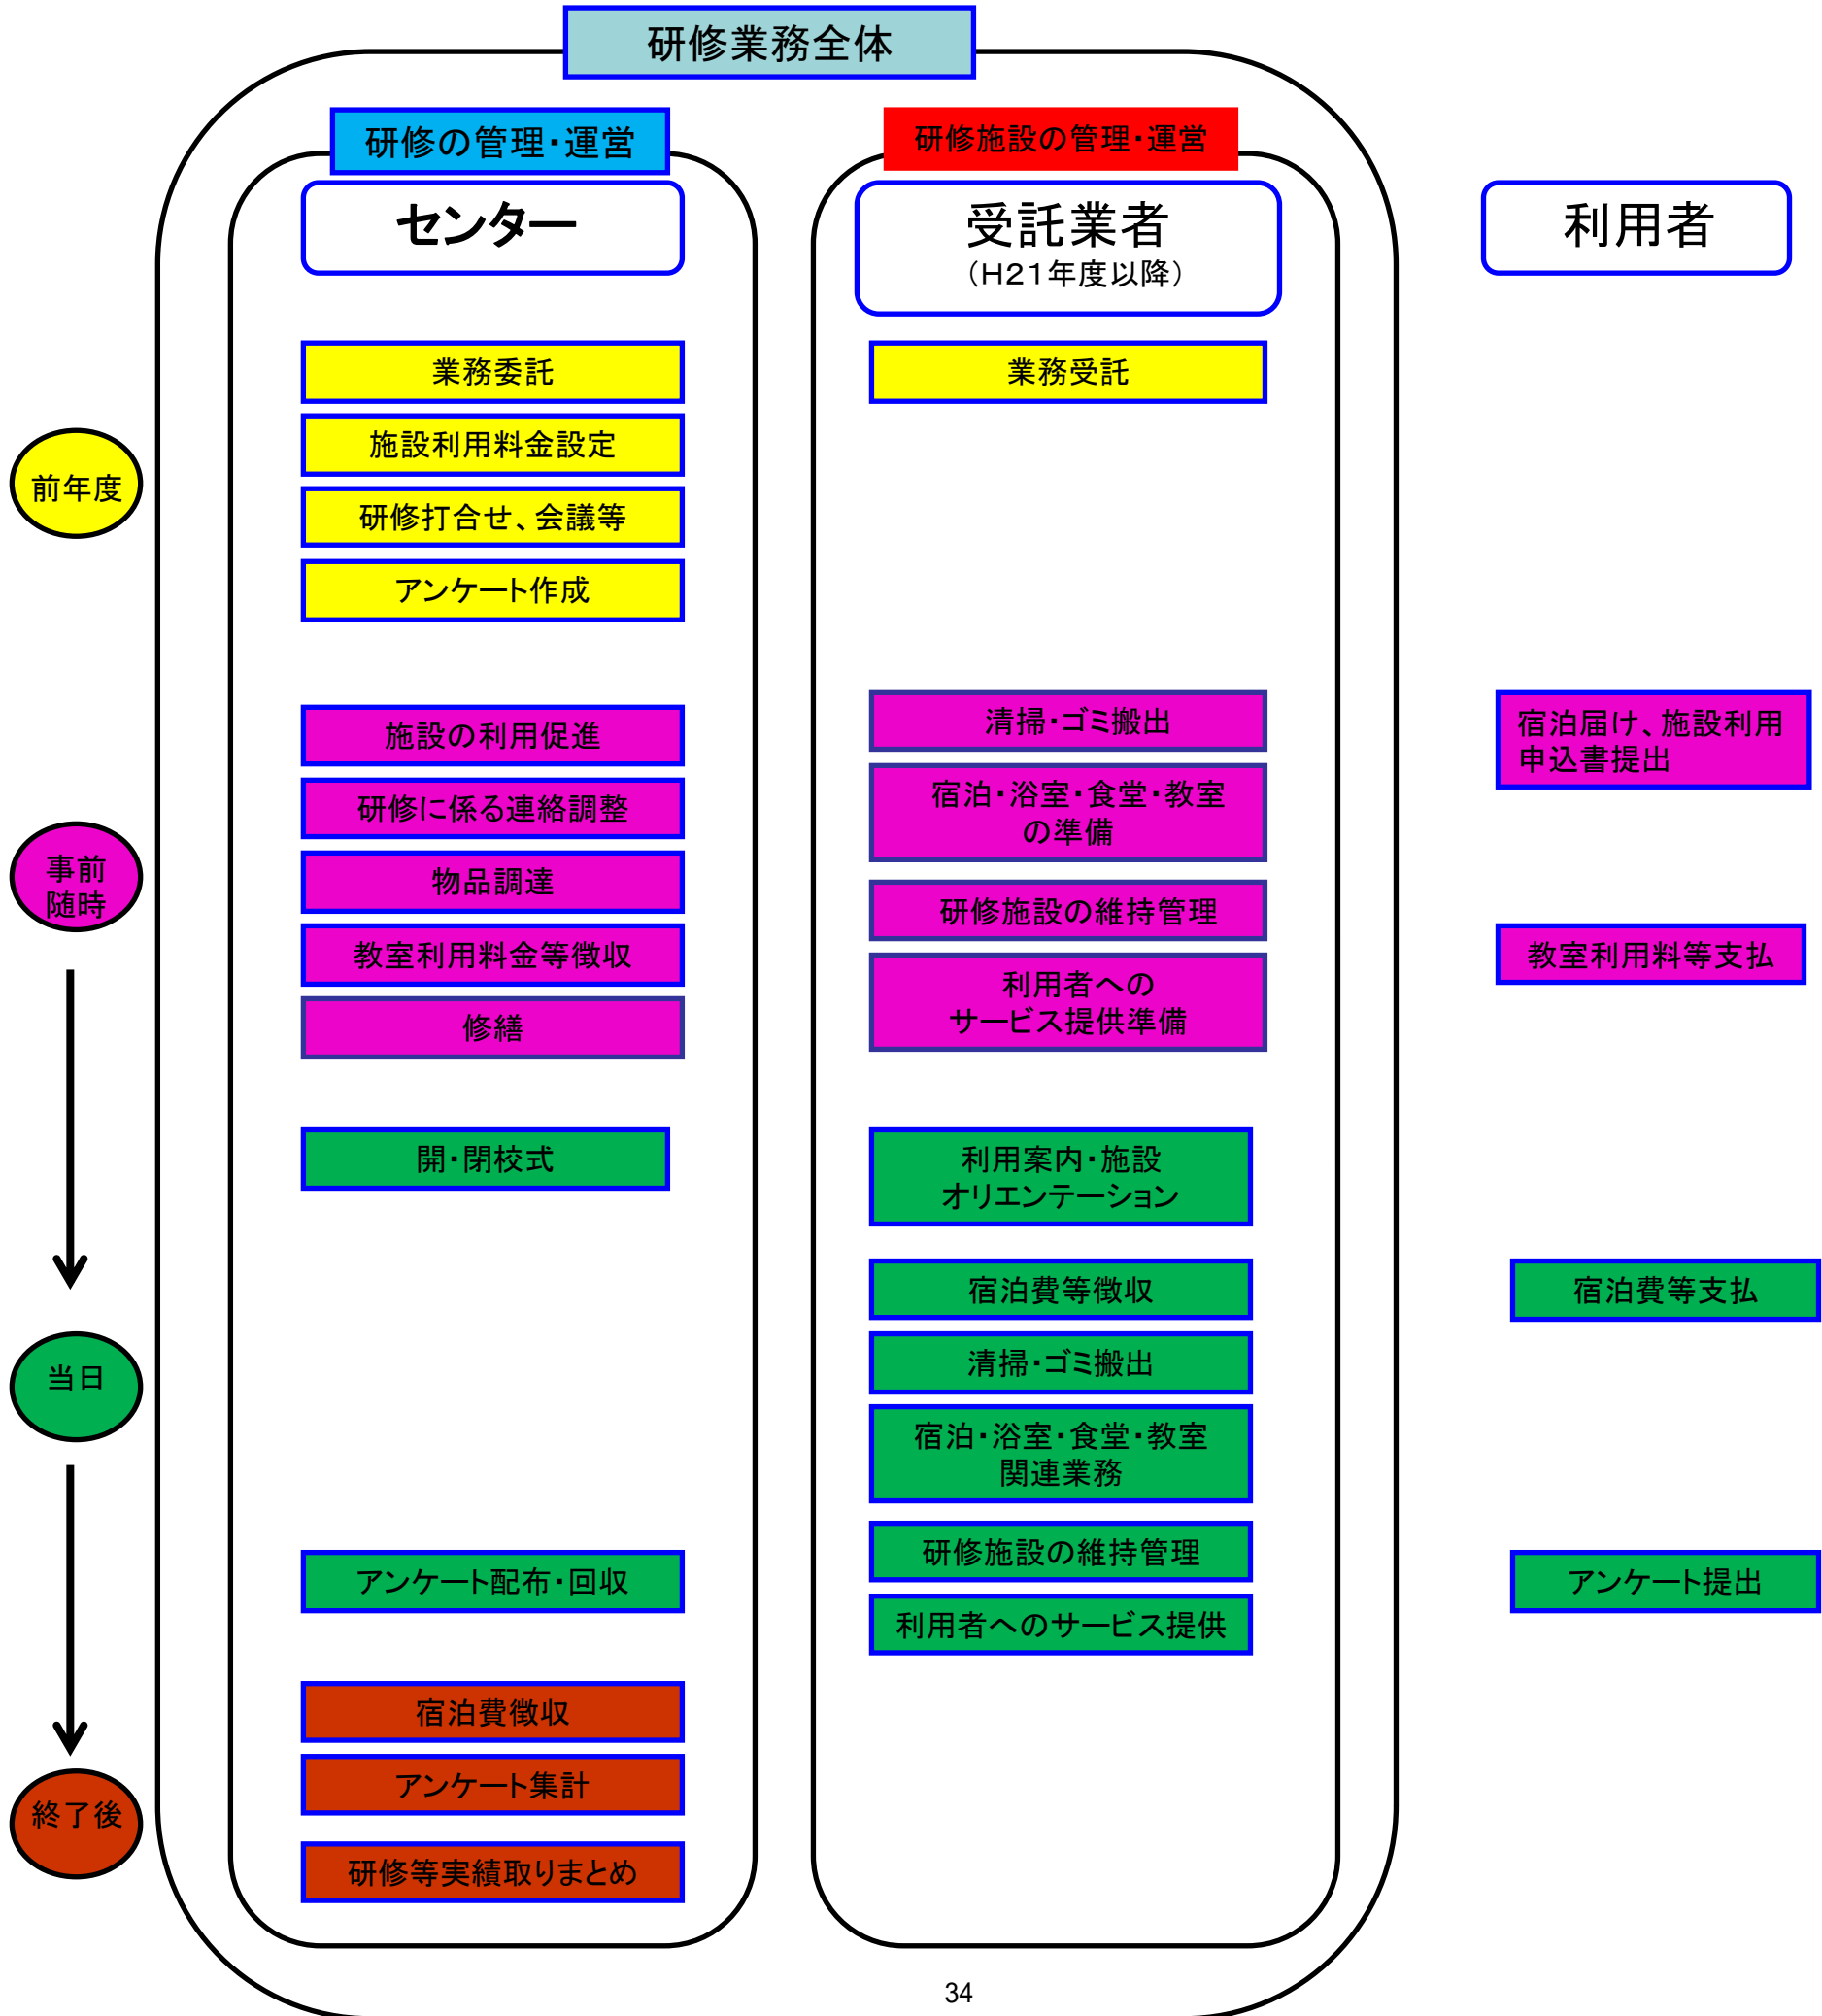 研修業務全体
研修の管理・運営
研修施設の管理・運営
センター
受託業者
（H21年度以降）
利用者
前年度
業務委託
業務受託
施設利用料金設定
研修打合せ、会議等
アンケート作成
事前
随時
施設の利用促進
研修に係る連絡調整
物品調達
教室利用料金等徴収
修繕
清掃・ゴミ搬出
宿泊・浴室・食堂・教室
の準備
研修施設の維持管理
利用者への
サービス提供準備
宿泊届け、施設利用
申込書提出
教室利用料等支払
当日
開・閉校式
アンケート配布・回収
利用案内・施設
オリエンテーション
宿泊費等徴収
清掃・ゴミ搬出
宿泊・浴室・食堂・教室
関連業務
研修施設の維持管理
利用者へのサービス提供
宿泊費等支払
アンケート提出
終了後
宿泊費徴収
アンケート集計
研修等実績取りまとめ
34